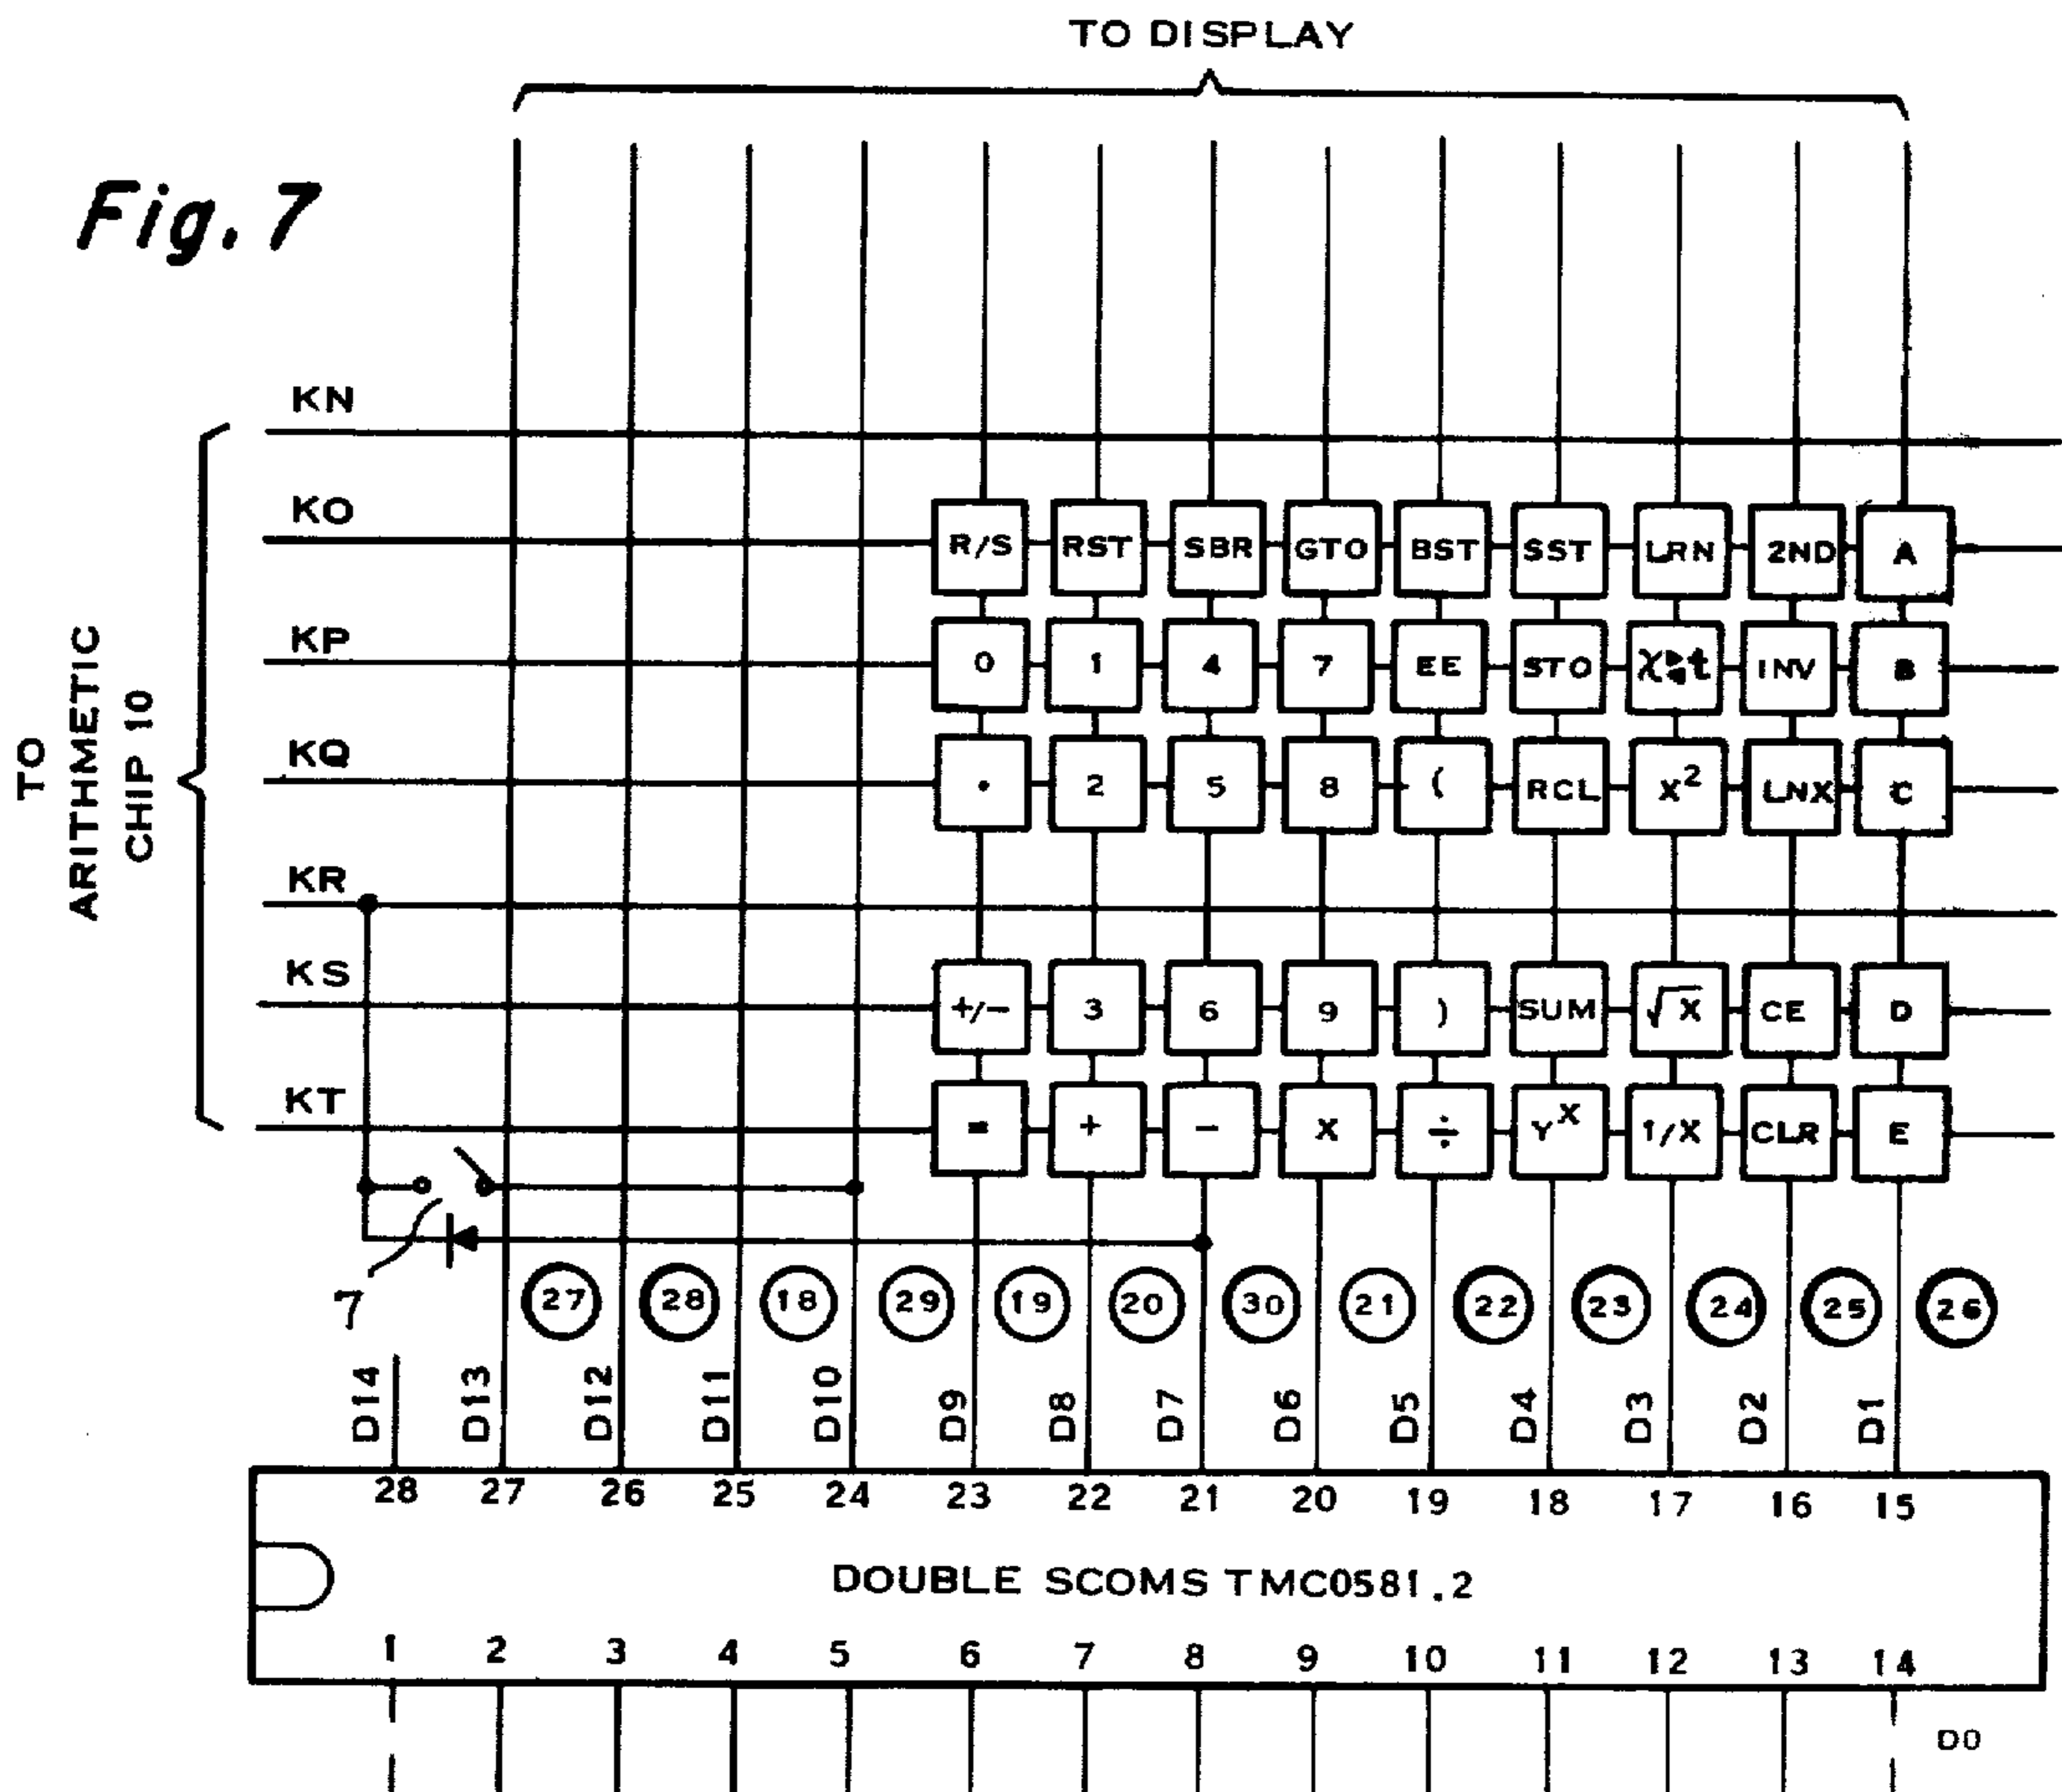 TO DISPLAY
Fig. 7
TO
ARITHMETIC
CHIP 10
KN
KO
R/S RST SBR GTO BST SST LRN 2ND A
KP
0 1 4 7 EE STO X▸◂t INV B
KQ
. 2 5 8 ( RCL X² LNX C
KR
KS
+/− 3 6 9 ) SUM √X CE D
KT
= + − X ÷ Y^X 1/X CLR E
7
27 28 18 29 19 20 30 21 22 23 24 25 26
D14 D13 D12 D11 D10 D9 D8 D7 D6 D5 D4 D3 D2 D1
28 27 26 25 24 23 22 21 20 19 18 17 16 15
DOUBLE SCOMS TMC0581.2
1 2 3 4 5 6 7 8 9 10 11 12 13 14
D0